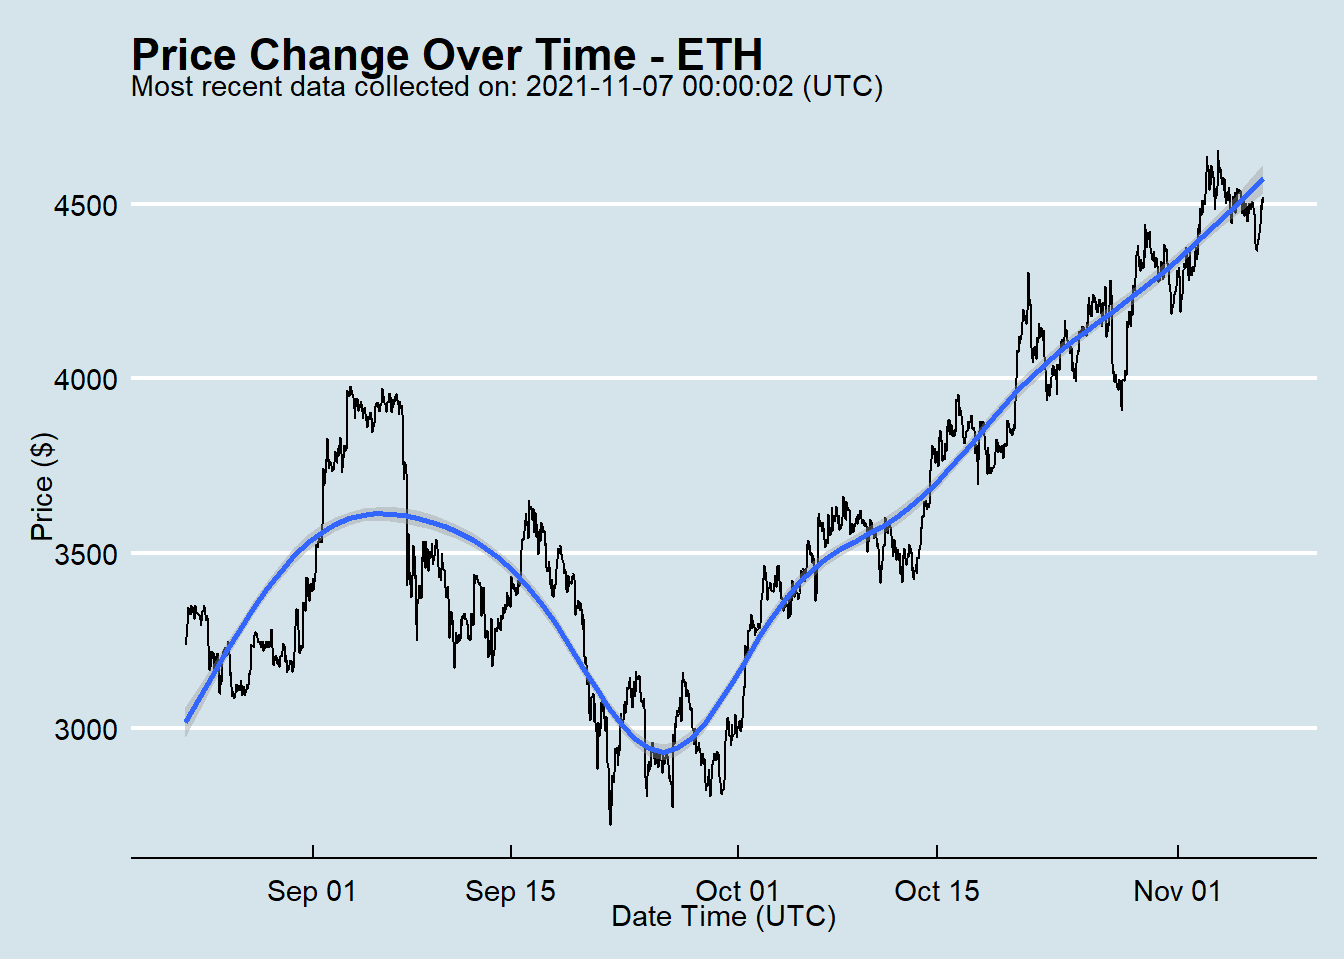 Price Change Over Time - ETH
Most recent data collected on: 2021-11-07 00:00:02 (UTC)
Price ($)
4500
4000
3500
3000
Sep 01
Sep 15
Oct 01
Oct 15
Nov 01
Date Time (UTC)